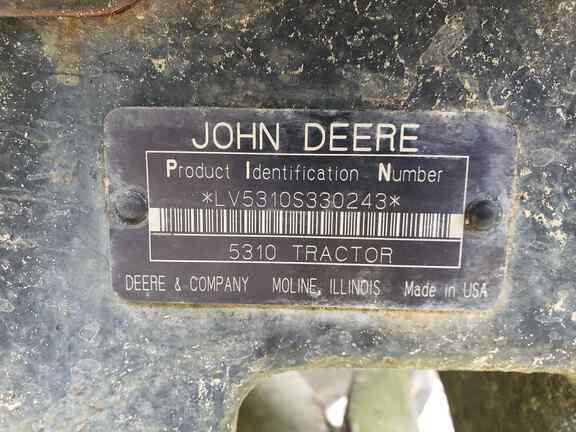 JOHN DEERE
Product Identification Number
*LV5310S330243*
5310 TRACTOR
DEERE & COMPANY MOLINE, ILLINOIS Made in USA